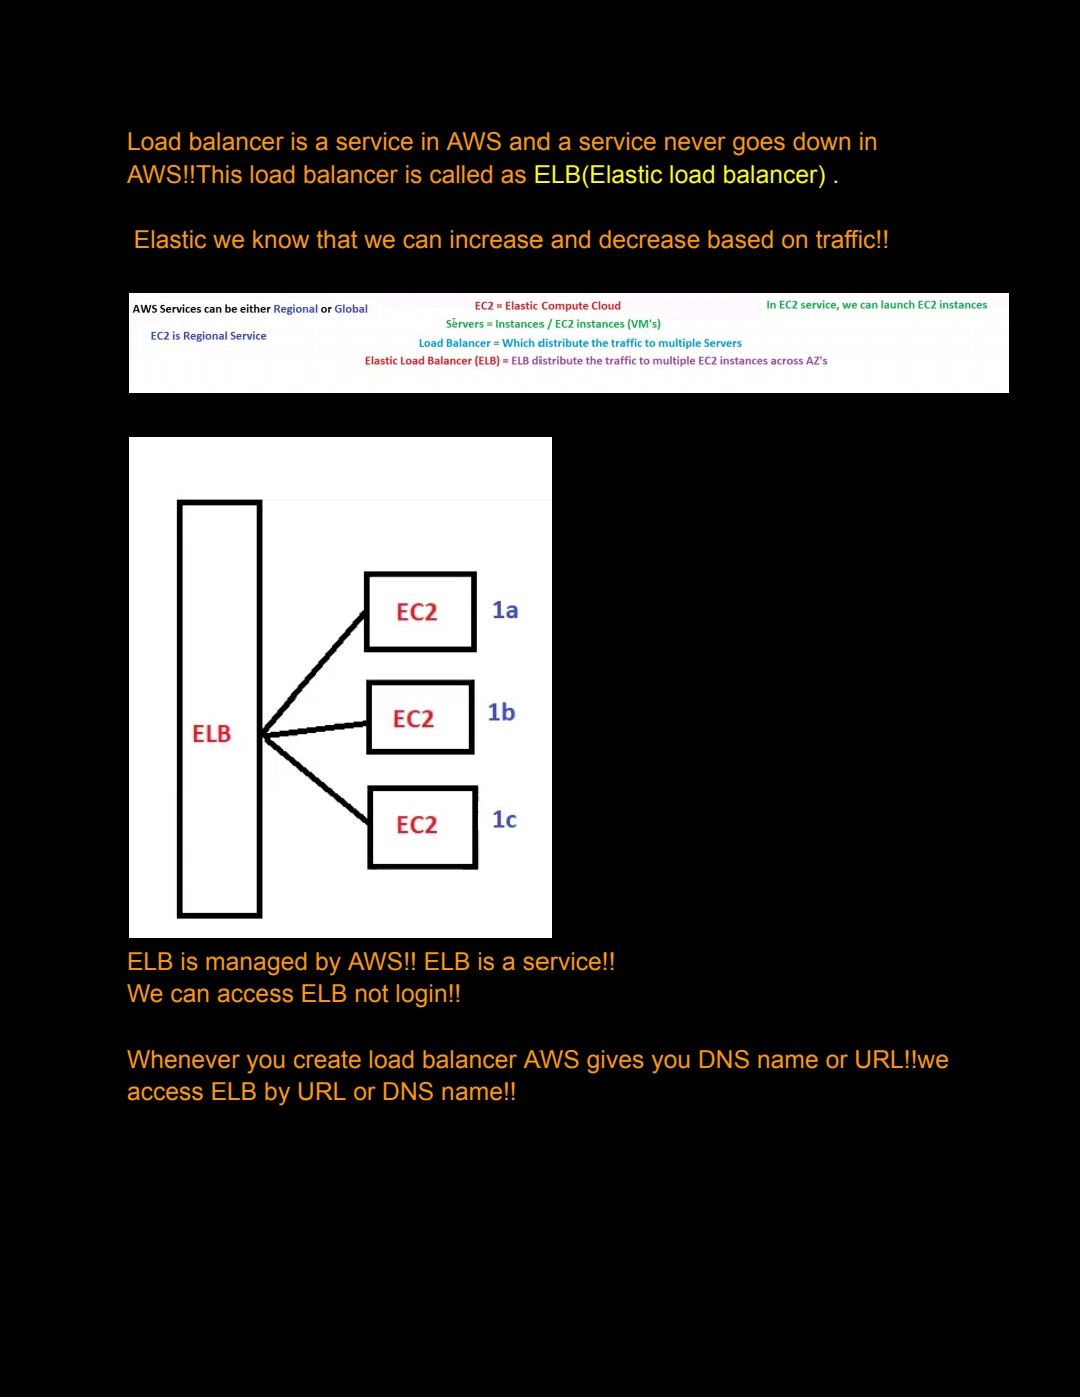 Load balancer is a service in AWS and a service never goes down in
AWS!!This load balancer is called as ELB(Elastic load balancer) .
Elastic we know that we can increase and decrease based on traffic!!
AWS Services can be either Regional or Global
EC2 is Regional Service
EC2 = Elastic Compute Cloud
Servers = Instances / EC2 instances (VM's)
Load Balancer = Which distribute the traffic to multiple Servers
Elastic Load Balancer (ELB) = ELB distribute the traffic to multiple EC2 instances across AZ's
In EC2 service, we can launch EC2 instances
ELB
EC2 1a
EC2 1b
EC2 1c
ELB is managed by AWS!! ELB is a service!!
We can access ELB not login!!
Whenever you create load balancer AWS gives you DNS name or URL!!we
access ELB by URL or DNS name!!